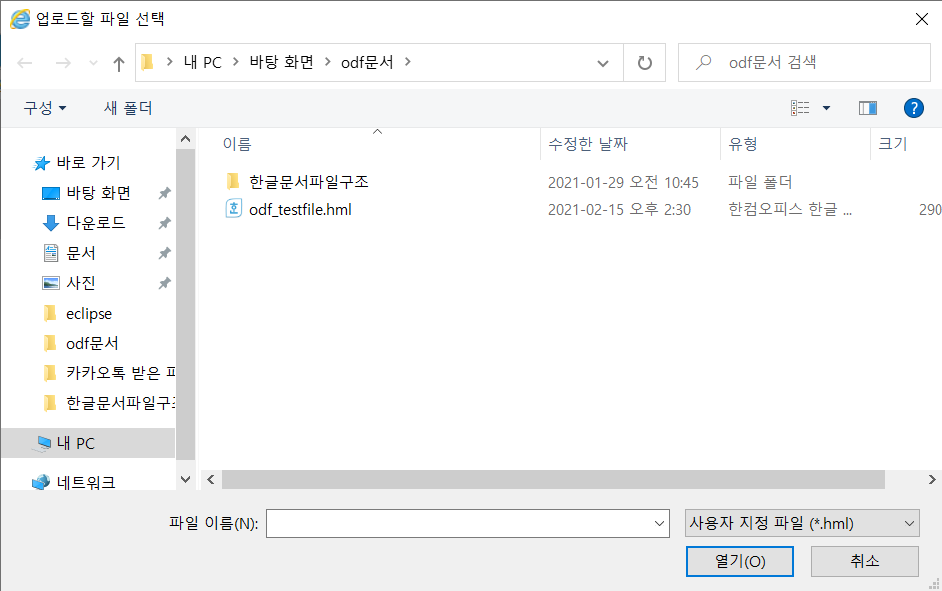 업로드할 파일 선택
내 PC 바탕 화면 odf문서
odf문서 검색
구성 새 폴더
이름 수정한 날짜 유형 크기
바로 가기
바탕 화면
다운로드
문서
사진
eclipse
odf문서
카카오톡 받은 파
한글문서파일구조
내 PC
네트워크
한글문서파일구조 2021-01-29 오전 10:45 파일 폴더
odf_testfile.hml 2021-02-15 오후 2:30 한컴오피스 한글 ... 290
파일 이름(N):
사용자 지정 파일 (*.hml)
열기(O) 취소